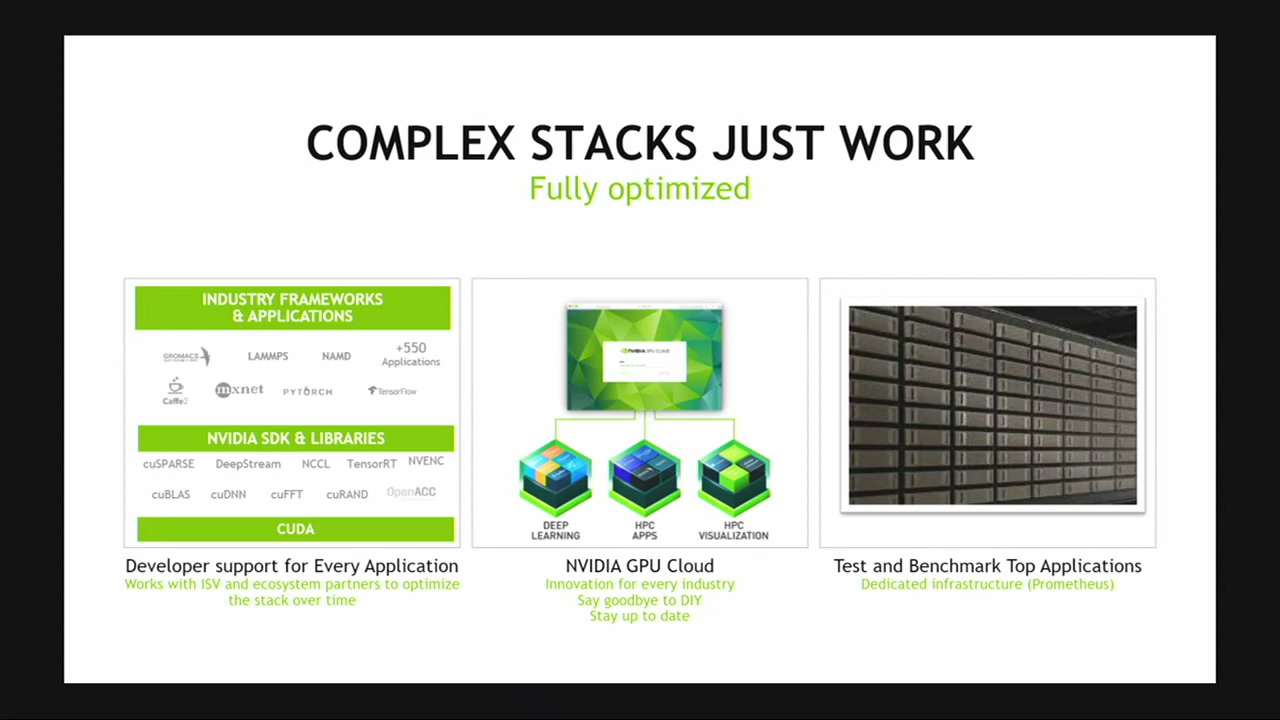 COMPLEX STACKS JUST WORK
Fully optimized
INDUSTRY FRAMEWORKS
& APPLICATIONS
GROMACS LAMMPS NAMD +550
Applications
Caffe2 mxnet PYTORCH TensorFlow
NVIDIA SDK & LIBRARIES
cuSPARSE DeepStream NCCL TensorRT NVENC
cuBLAS cuDNN cuFFT cuRAND OpenACC
CUDA
Developer support for Every Application
Works with ISV and ecosystem partners to optimize
the stack over time
NVIDIA GPU CLOUD
DEEP
LEARNING
HPC
APPS
HPC
VISUALIZATION
NVIDIA GPU Cloud
Innovation for every industry
Say goodbye to DIY
Stay up to date
Test and Benchmark Top Applications
Dedicated infrastructure (Prometheus)